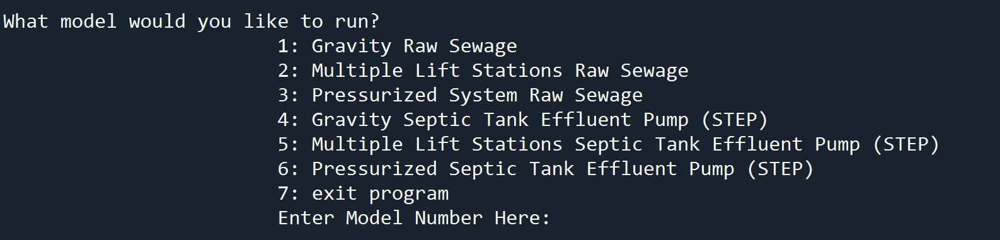 What model would you like to run?
1: Gravity Raw Sewage
2: Multiple Lift Stations Raw Sewage
3: Pressurized System Raw Sewage
4: Gravity Septic Tank Effluent Pump (STEP)
5: Multiple Lift Stations Septic Tank Effluent Pump (STEP)
6: Pressurized Septic Tank Effluent Pump (STEP)
7: exit program
Enter Model Number Here: